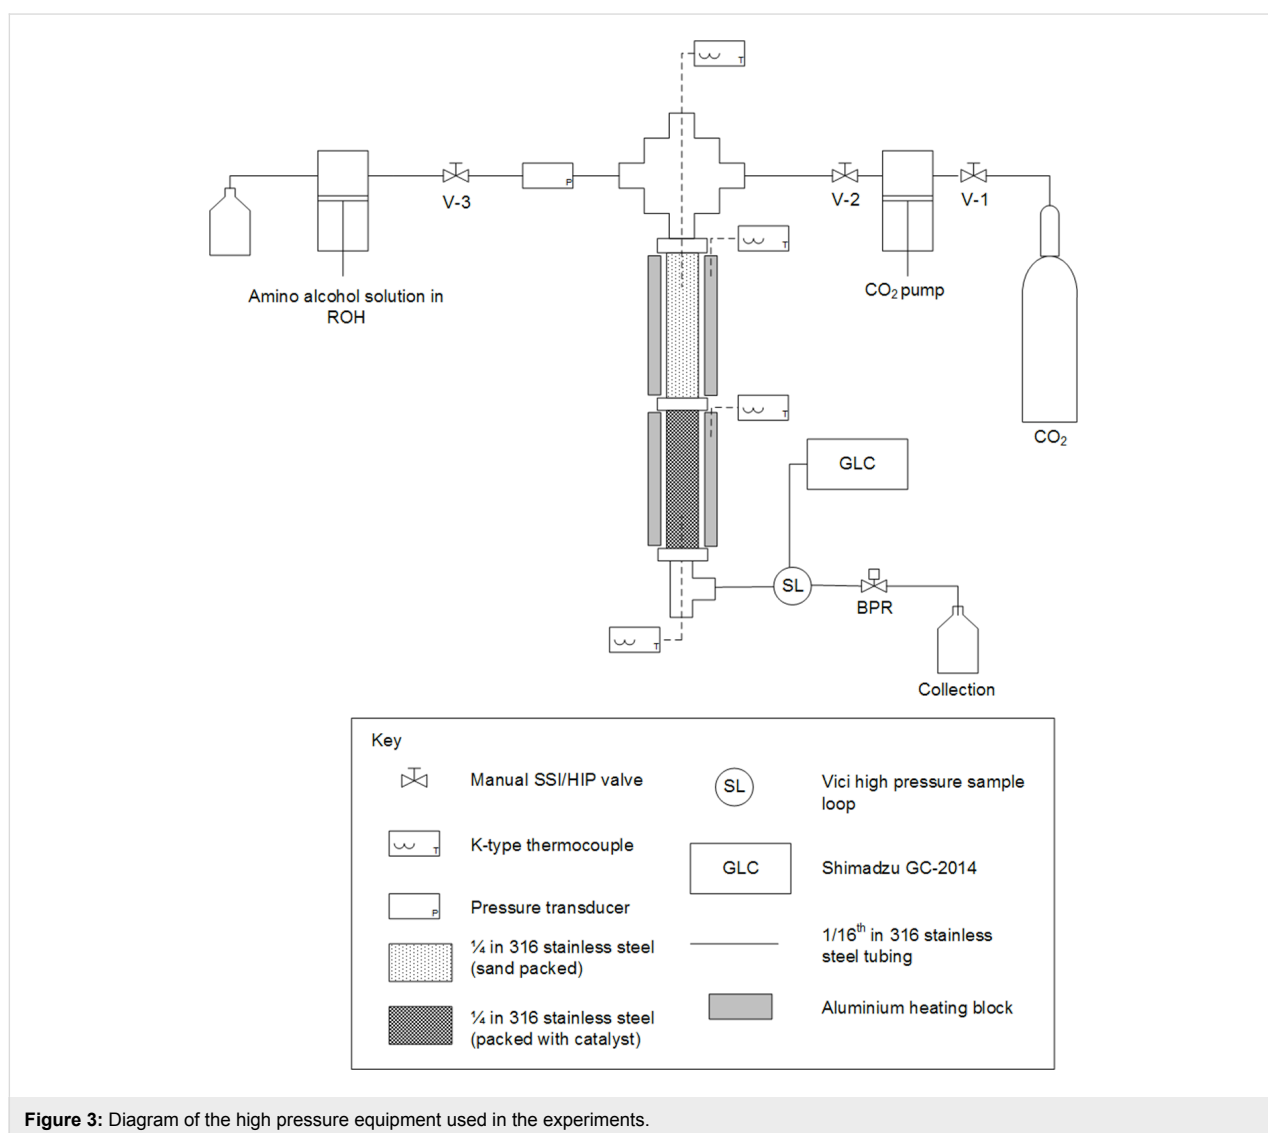 T
P
V-3
V-2
V-1
T
Amino alcohol solution in
ROH
CO₂ pump
T
CO₂
GLC
SL
BPR
T
Collection
Key
Manual SSI/HIP valve
SL
Vici high pressure sample
loop
T
K-type thermocouple
GLC
Shimadzu GC-2014
P
Pressure transducer
¼ in 316 stainless steel
(sand packed)
1/16th in 316 stainless
steel tubing
¼ in 316 stainless steel
(packed with catalyst)
Aluminium heating block
Figure 3: Diagram of the high pressure equipment used in the experiments.